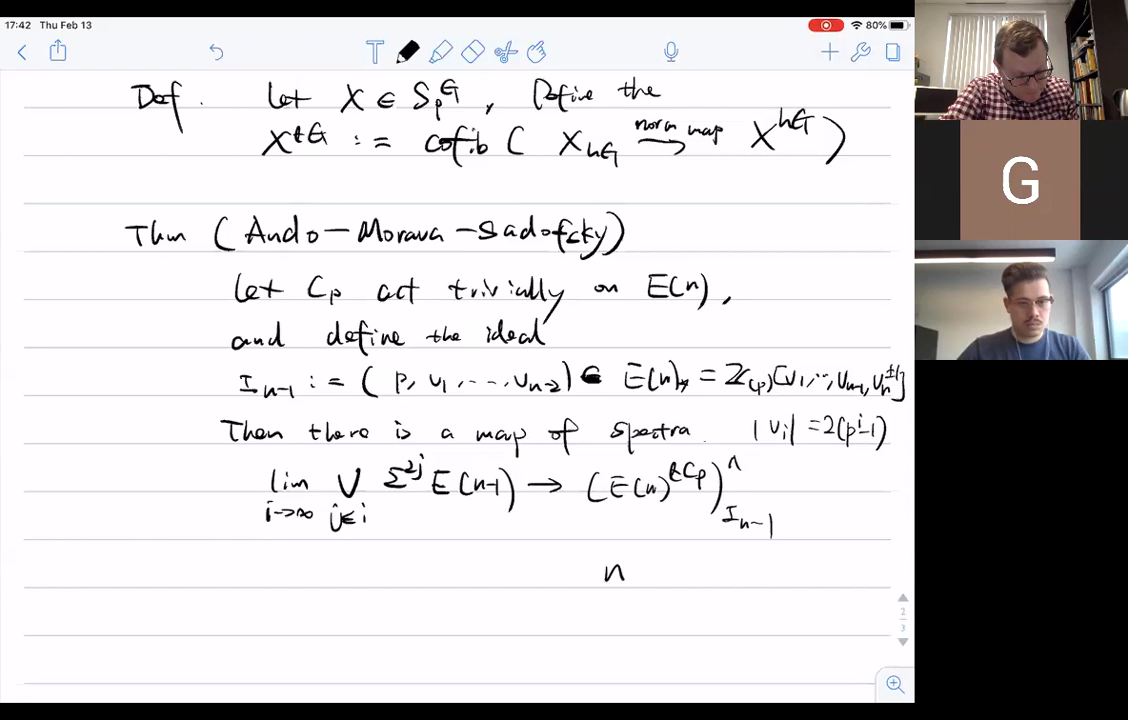 17:42 Thu Feb 13
80%
Def. Let X ∈ Sp^G, Define the
X^{tG} := cofib ( X_{hG} \xrightarrow{norm map} X^{hG} )
Thm (Ando-Morava-Sadofsky)
Let C_p act trivially on E(n),
and define the ideal
I_{n-1} := (p, v_1, ..., v_{n-2}) ⊂ E(n)_* = Z_{(p)}[v_1, ..., v_{n-1}, v_n^{±1}]
Then there is a map of spectra. |v_i| = 2(p^i-1)
lim_{i→∞} ∨_{j≤i} Σ^{2j} E(n-1) → (E(n)^{tC_p})^∧_{I_{n-1}}
n
2
3
T
G